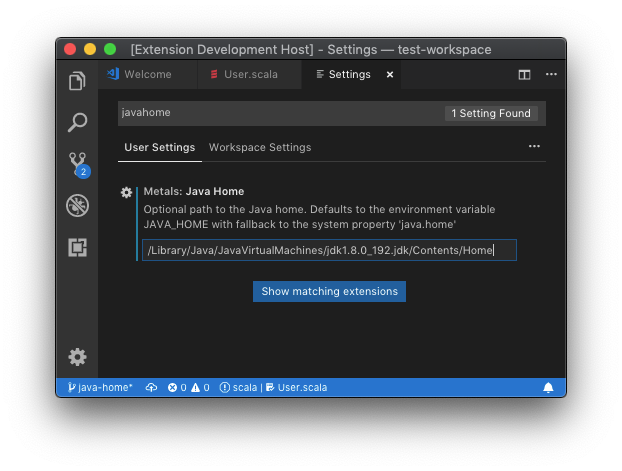 [Extension Development Host] - Settings — test-workspace
Welcome
User.scala
Settings
javahome
1 Setting Found
User Settings
Workspace Settings
2
Metals: Java Home
Optional path to the Java home. Defaults to the environment variable
JAVA_HOME with fallback to the system property 'java.home'
/Library/Java/JavaVirtualMachines/jdk1.8.0_192.jdk/Contents/Home
Show matching extensions
java-home* 0 0 scala | User.scala